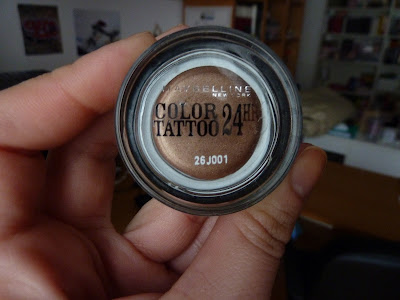 MAYBELLINE
NEW YORK
COLOR
TATTOO 24HR
26J001